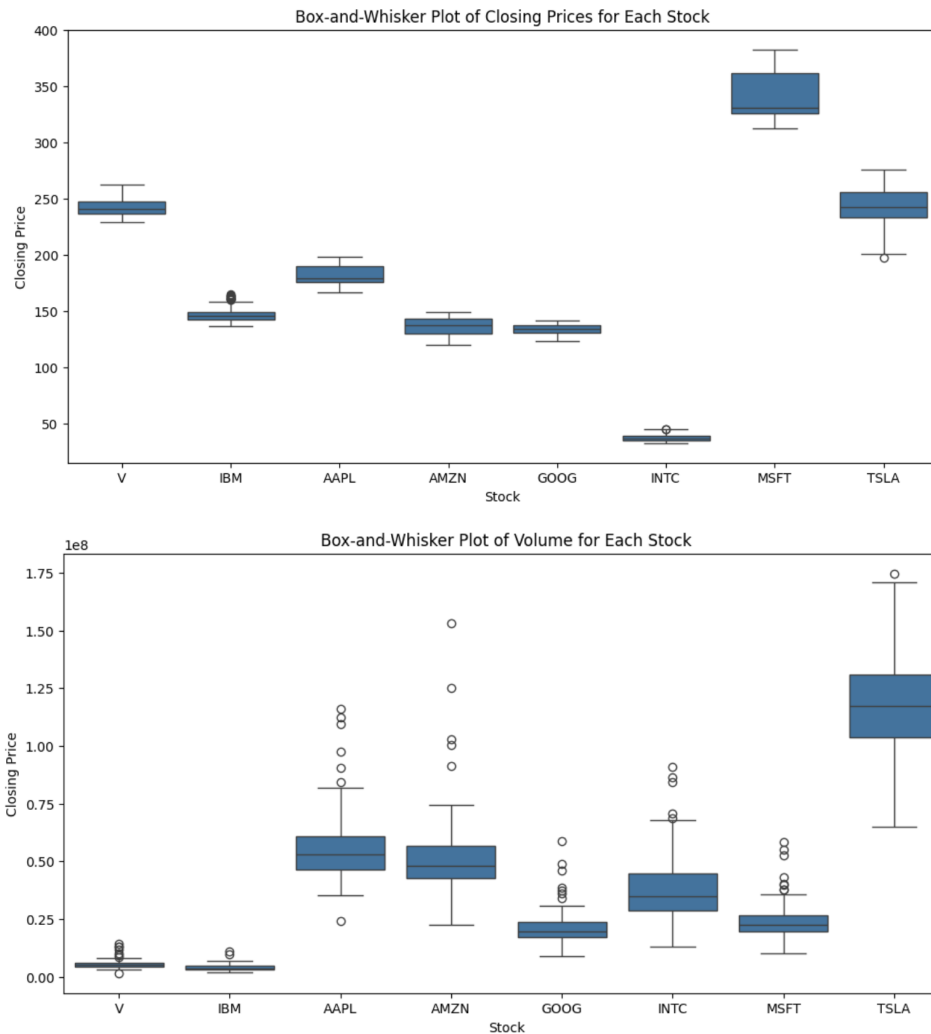 Box-and-Whisker Plot of Closing Prices for Each Stock
400
350
300
250
200
150
100
50
Closing Price
V IBM AAPL AMZN GOOG INTC MSFT TSLA
Stock
Box-and-Whisker Plot of Volume for Each Stock
1e8
1.75
1.50
1.25
1.00
0.75
0.50
0.25
0.00
Closing Price
V IBM AAPL AMZN GOOG INTC MSFT TSLA
Stock